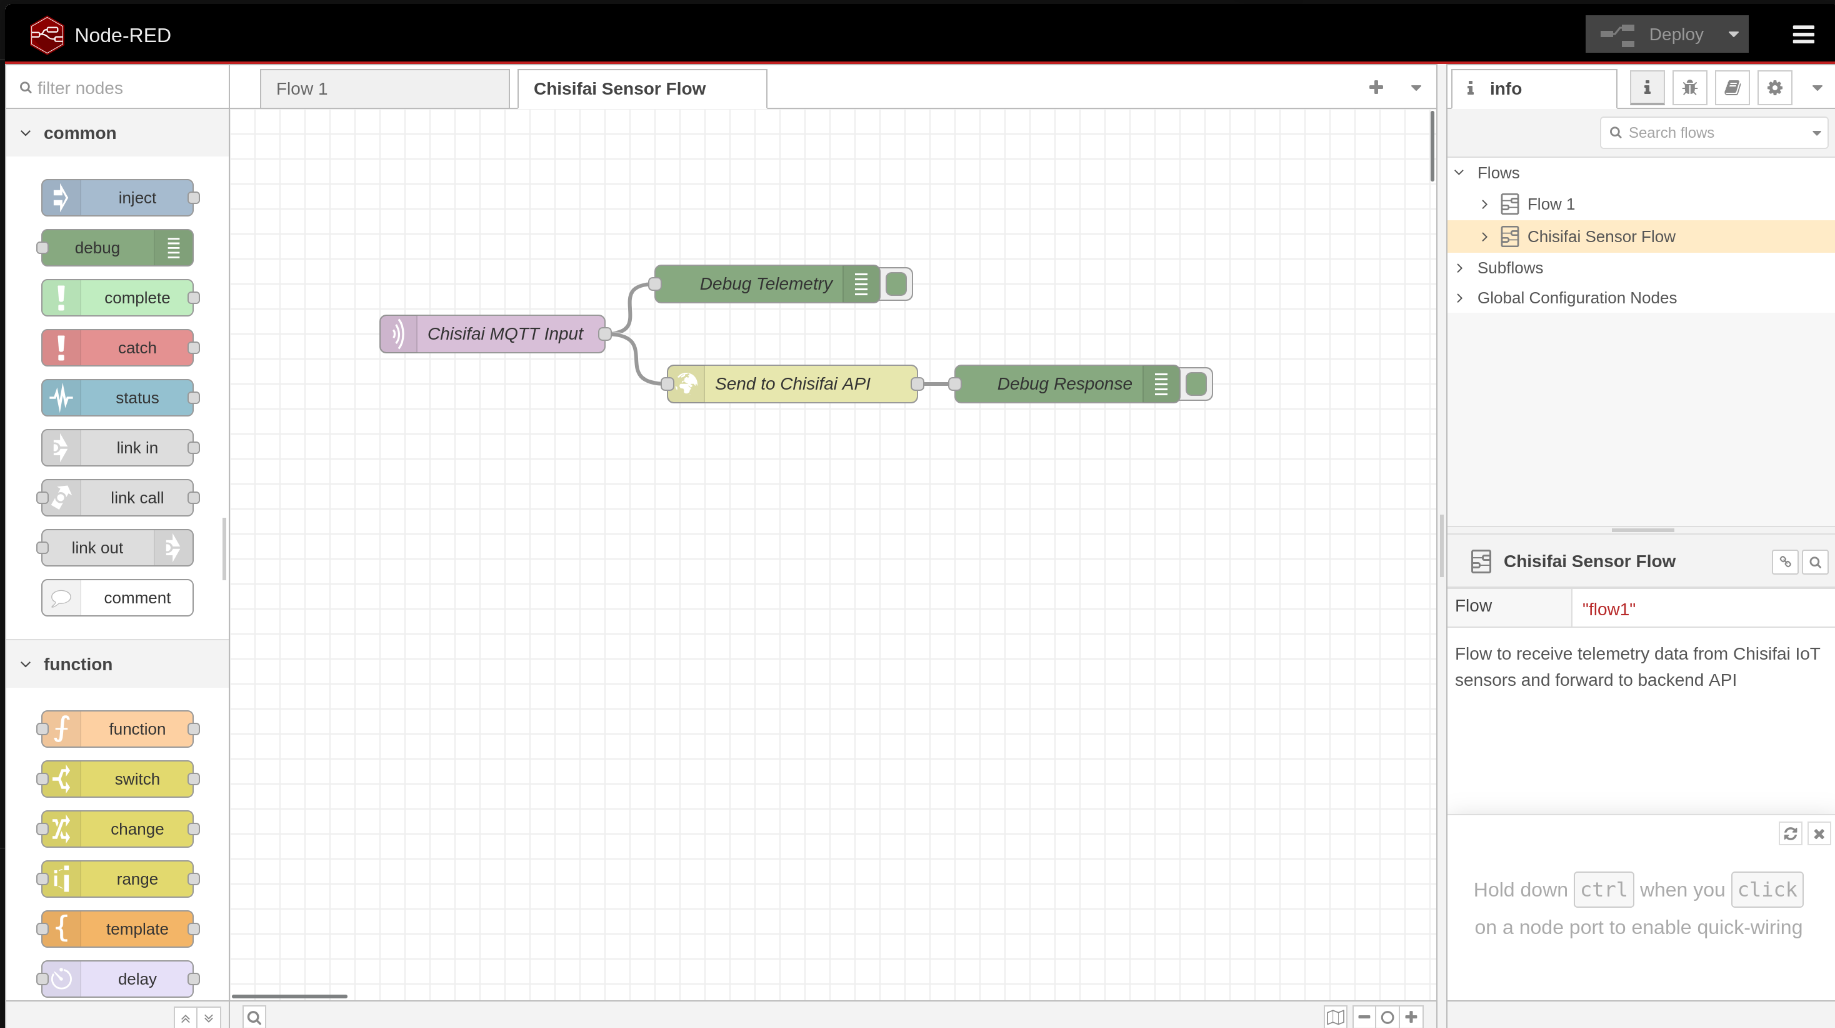 Node-RED
Deploy
filter nodes
Flow 1
Chisifai Sensor Flow
info
common
Search flows
inject
debug
complete
catch
status
link in
link call
link out
comment
function
function
switch
change
range
template
delay
Debug Telemetry
Chisifai MQTT Input
Send to Chisifai API
Debug Response
Flows
Flow 1
Chisifai Sensor Flow
Subflows
Global Configuration Nodes
Chisifai Sensor Flow
Flow
"flow1"
Flow to receive telemetry data from Chisifai IoT
sensors and forward to backend API
Hold down ctrl when you click
on a node port to enable quick-wiring